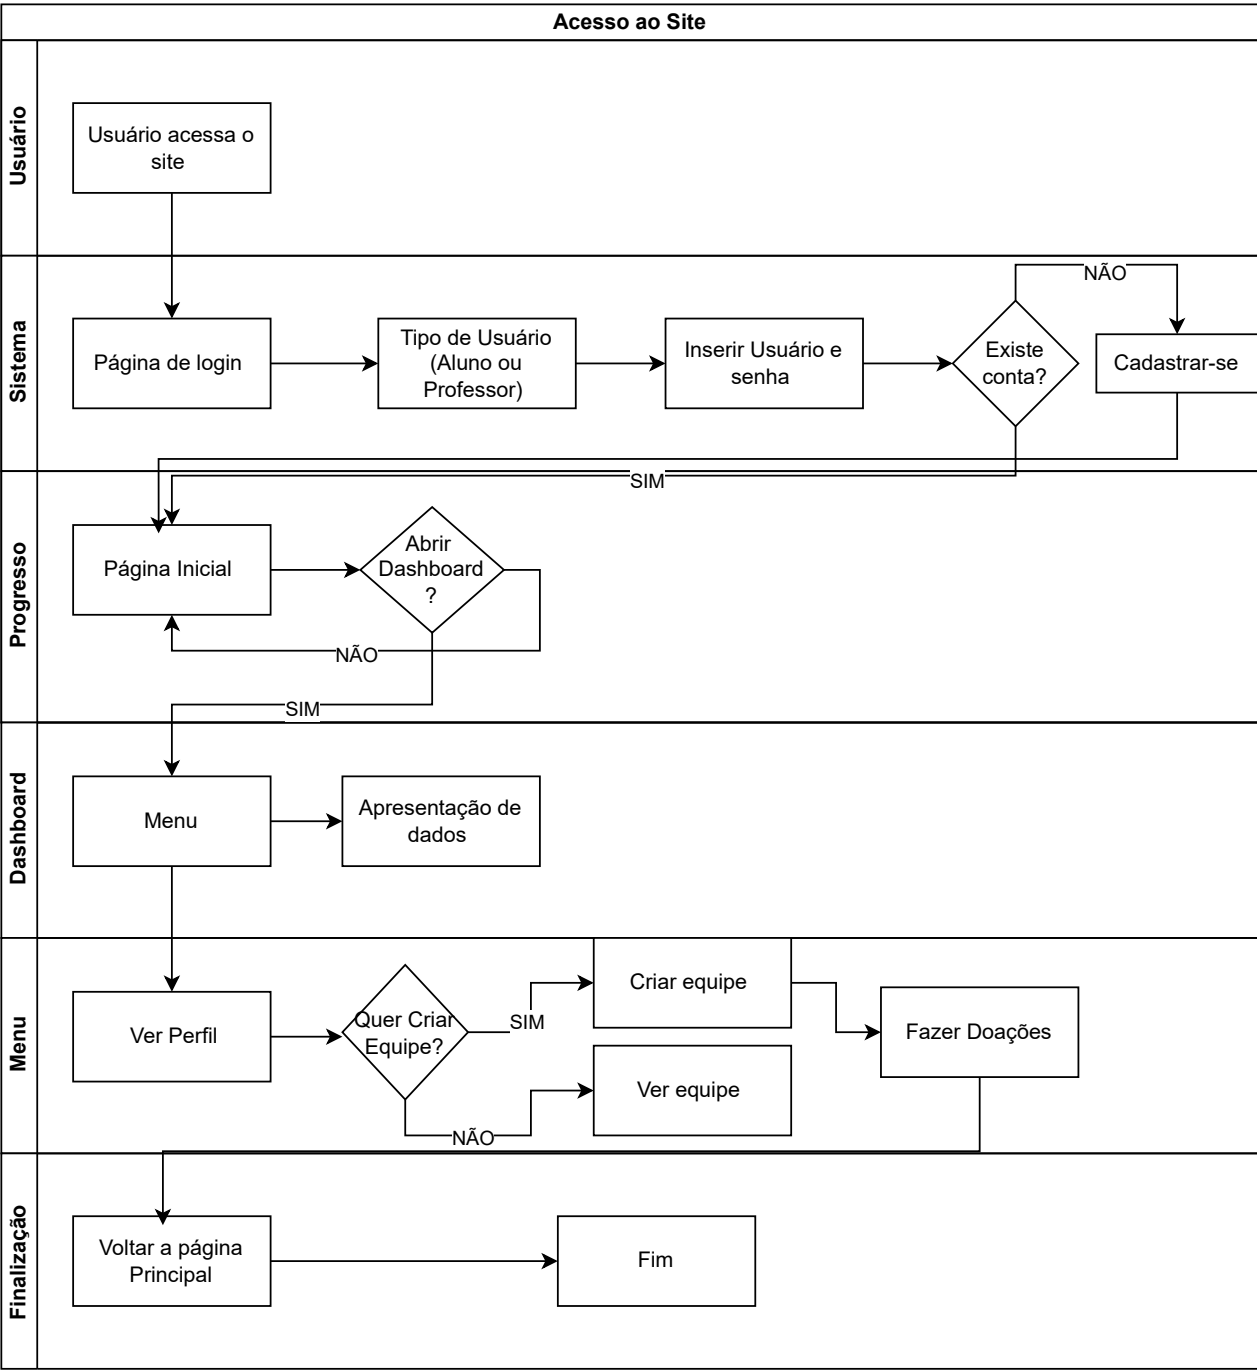 Acesso ao Site
Usuário
Usuário acessa o
site
Sistema
Página de login
Tipo de Usuário
(Aluno ou
Professor)
Inserir Usuário e
senha
Existe
conta?
NÃO
Cadastrar-se
SIM
Progresso
Página Inicial
Abrir
Dashboard
?
NÃO
SIM
Dashboard
Menu
Apresentação de
dados
Menu
Ver Perfil
Quer Criar
Equipe?
SIM
Criar equipe
NÃO
Ver equipe
Fazer Doações
Finalização
Voltar a página
Principal
Fim